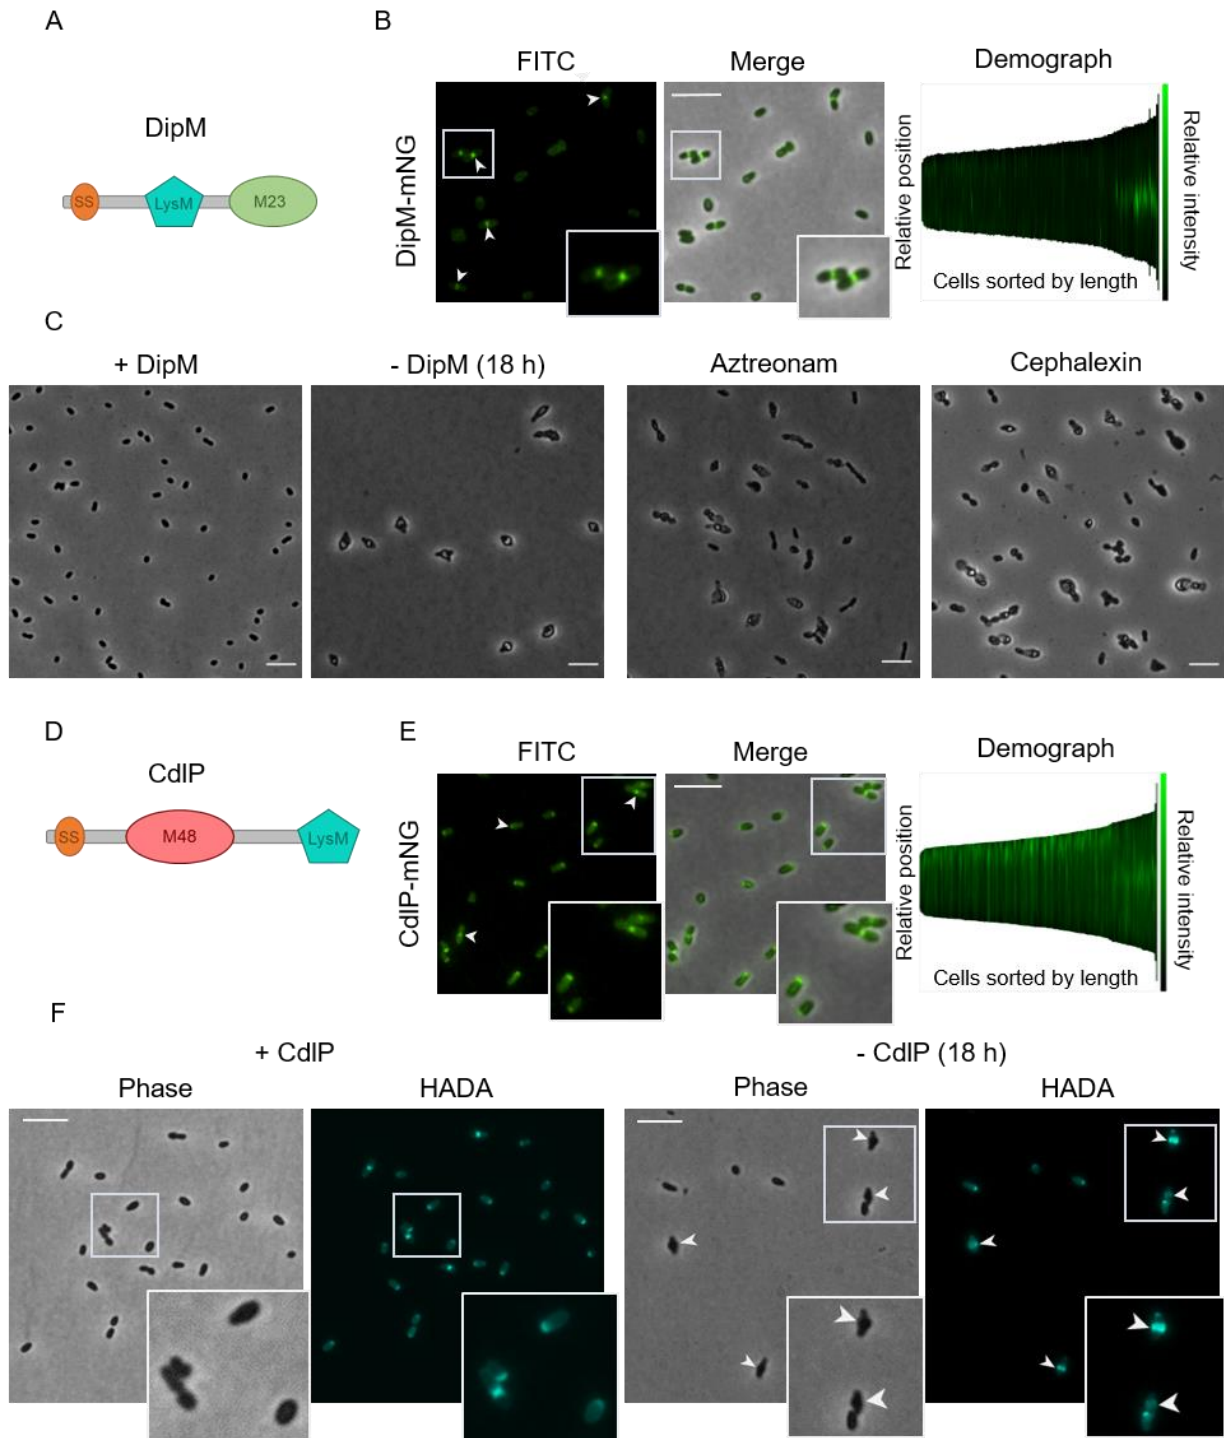 A
DipM
SS
LysM
M23
B
FITC
Merge
Demograph
DipM-mNG
Relative position
Cells sorted by length
Relative intensity
C
+ DipM
- DipM (18 h)
Aztreonam
Cephalexin
D
CdlP
SS
M48
LysM
E
FITC
Merge
Demograph
CdlP-mNG
Relative position
Cells sorted by length
Relative intensity
F
+ CdlP
- CdlP (18 h)
Phase
HADA
Phase
HADA